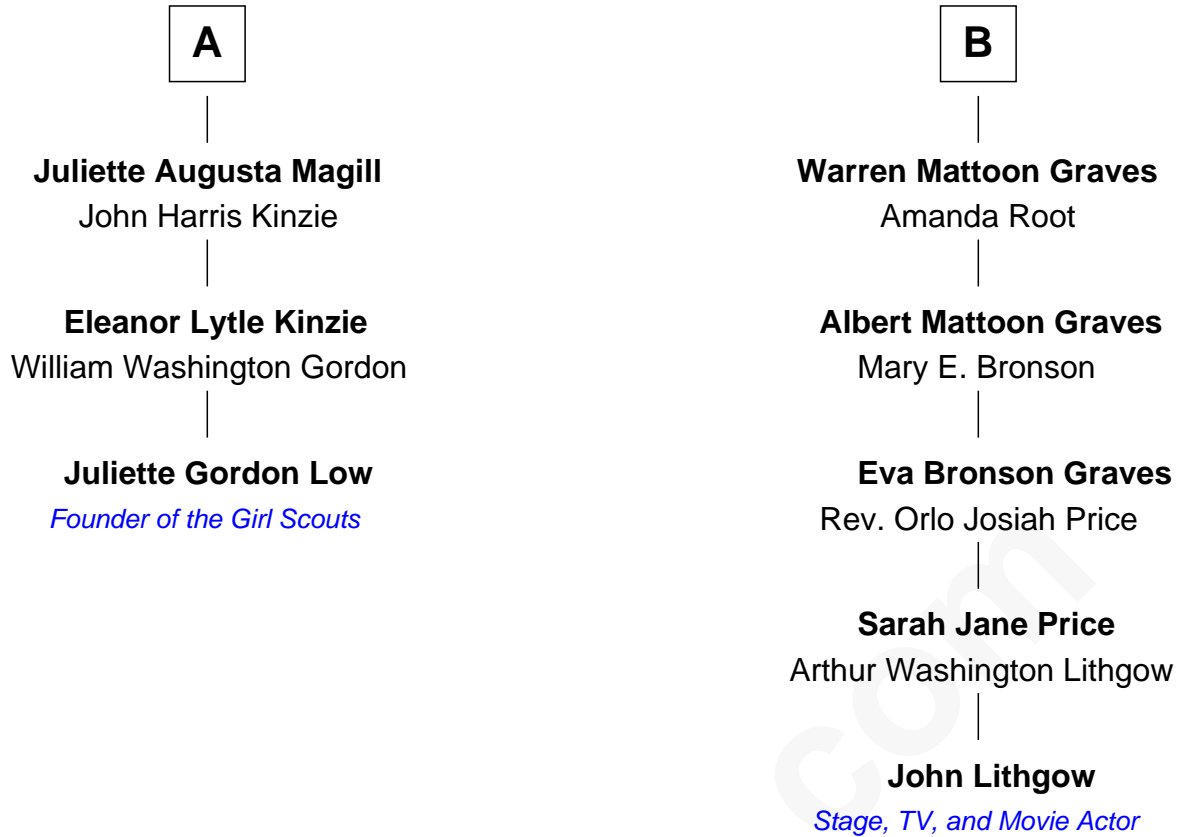 A
Juliette Augusta Magill
John Harris Kinzie
Eleanor Lytle Kinzie
William Washington Gordon
Juliette Gordon Low
Founder of the Girl Scouts
B
Warren Mattoon Graves
Amanda Root
Albert Mattoon Graves
Mary E. Bronson
Eva Bronson Graves
Rev. Orlo Josiah Price
Sarah Jane Price
Arthur Washington Lithgow
John Lithgow
Stage, TV, and Movie Actor
com